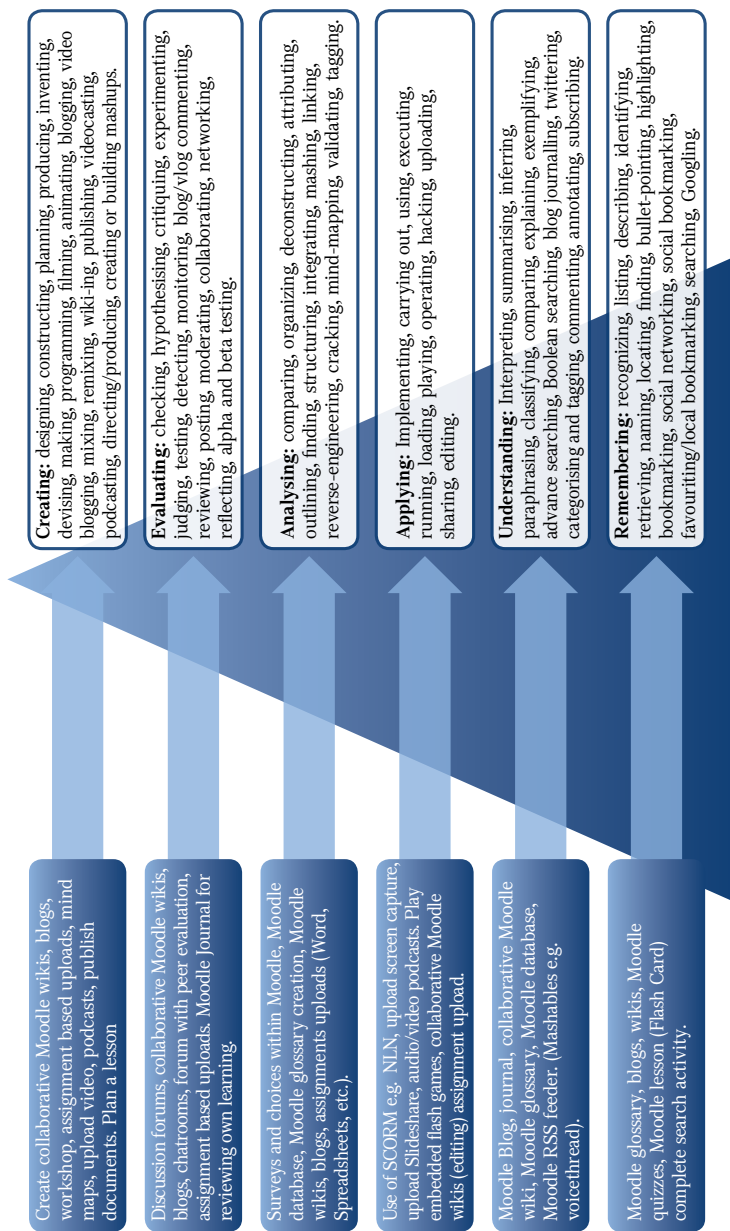 Create collaborative Moodle wikis, blogs,
workshop, assignment based uploads, mind
maps, upload video, podcasts, publish
documents. Plan a lesson
Creating: designing, constructing, planning, producing, inventing,
devising, making, programming, filming, animating, blogging, video
blogging, mixing, remixing, wiki-ing, publishing, videocasting,
podcasting, directing/producing, creating or building mashups.
Discussion forums, collaborative Moodle wikis,
blogs, chatrooms, forum with peer evaluation,
assignment based uploads. Moodle Journal for
reviewing own learning.
Evaluating: checking, hypothesising, critiquing, experimenting,
judging, testing, detecting, monitoring, blog/vlog commenting,
reviewing, posting, moderating, collaborating, networking,
reflecting, alpha and beta testing.
Surveys and choices within Moodle, Moodle
database, Moodle glossary creation, Moodle
wikis, blogs, assignments uploads (Word,
Spreadsheets, etc.).
Analysing: comparing, organizing, deconstructing, attributing,
outlining, finding, structuring, integrating, mashing, linking,
reverse-engineering, cracking, mind-mapping, validating, tagging.
Use of SCORM e.g. NLN, upload screen capture,
upload Slideshare, audio/video podcasts. Play
embedded flash games, collaborative Moodle
wikis (editing) assignment upload.
Applying: Implementing, carrying out, using, executing,
running, loading, playing, operating, hacking, uploading,
sharing, editing.
Moodle Blog, journal, collaborative Moodle
wiki, Moodle glossary, Moodle database,
Moodle RSS feeder. (Mashables e.g.
voicethread).
Understanding: Interpreting, summarising, inferring,
paraphrasing, classifying, comparing, explaining, exemplifying,
advance searching, Boolean searching, blog journalling, twittering,
categorising and tagging, commenting, annotating, subscribing.
Moodle glossary, blogs, wikis, Moodle
quizzes, Moodle lesson (Flash Card)
complete search activity.
Remembering: recognizing, listing, describing, identifying,
retrieving, naming, locating, finding, bullet-pointing, highlighting,
bookmarking, social networking, social bookmarking,
favouriting/local bookmarking, searching, Googling.